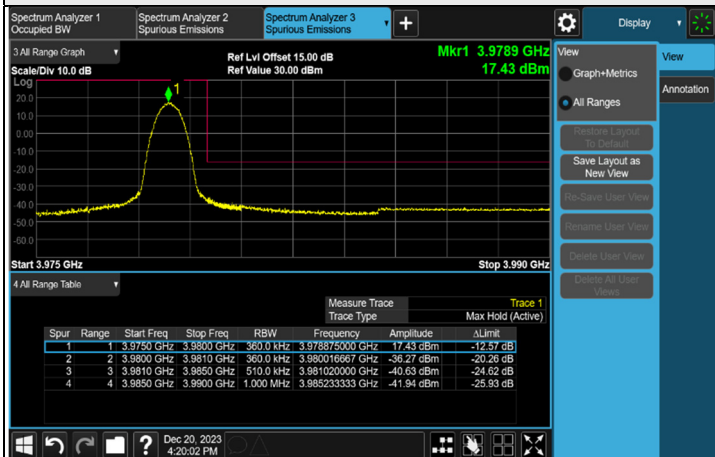 Spectrum Analyzer 1
Occupied BW
Spectrum Analyzer 2
Spurious Emissions
Spectrum Analyzer 3
Spurious Emissions
+
Display
3 All Range Graph
Scale/Div 10.0 dB
Ref Lvl Offset 15.00 dB
Ref Value 30.00 dBm
Mkr1 3.9789 GHz
17.43 dBm
Log
20.0
10.0
0.00
-10.0
-20.0
-30.0
-40.0
-50.0
-60.0
1
Start 3.975 GHz
Stop 3.990 GHz
View
Graph+Metrics
All Ranges
Restore Layout
To Default
Save Layout as
New View
Re-Save User View
Rename User View
Delete User View
Delete All User
Views
View
Annotation
4 All Range Table
Measure Trace Trace 1
Trace Type Max Hold (Active)
Spur Range Start Freq Stop Freq RBW Frequency Amplitude ΔLimit
1 1 3.9750 GHz 3.9800 GHz 360.0 kHz 3.978875000 GHz 17.43 dBm -12.57 dB
2 2 3.9800 GHz 3.9810 GHz 360.0 kHz 3.980016667 GHz -36.27 dBm -20.26 dB
3 3 3.9810 GHz 3.9850 GHz 510.0 kHz 3.981020000 GHz -40.63 dBm -24.62 dB
4 4 3.9850 GHz 3.9900 GHz 1.000 MHz 3.985233333 GHz -41.94 dBm -25.93 dB
?
Dec 20, 2023
4:20:02 PM